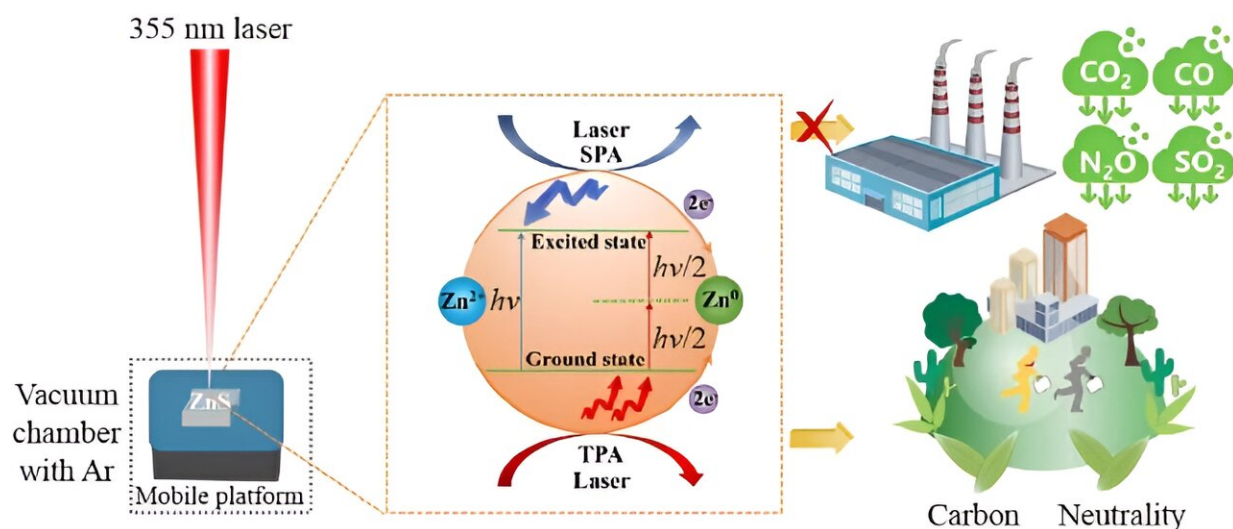 355 nm laser
ZnS
Vacuum
chamber
with Ar
Mobile platform
Laser
SPA
2e⁻
Excited state
hν/2
Zn²⁺
hν
Zn⁰
hν/2
Ground state
2e⁻
TPA
Laser
CO₂
CO
N₂O
SO₂
Carbon Neutrality